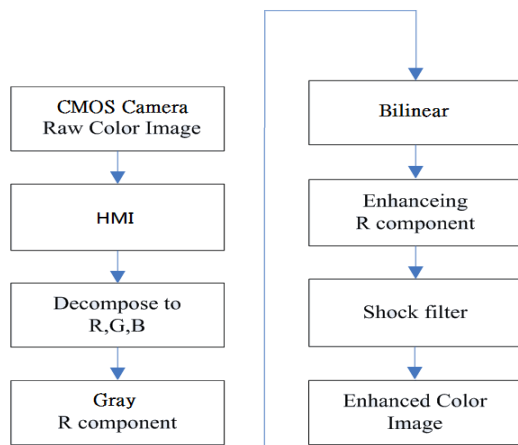 CMOS Camera
Raw Color Image
HMI
Decompose to
R,G,B
Gray
R component
Bilinear
Enhanceing
R component
Shock filter
Enhanced Color
Image